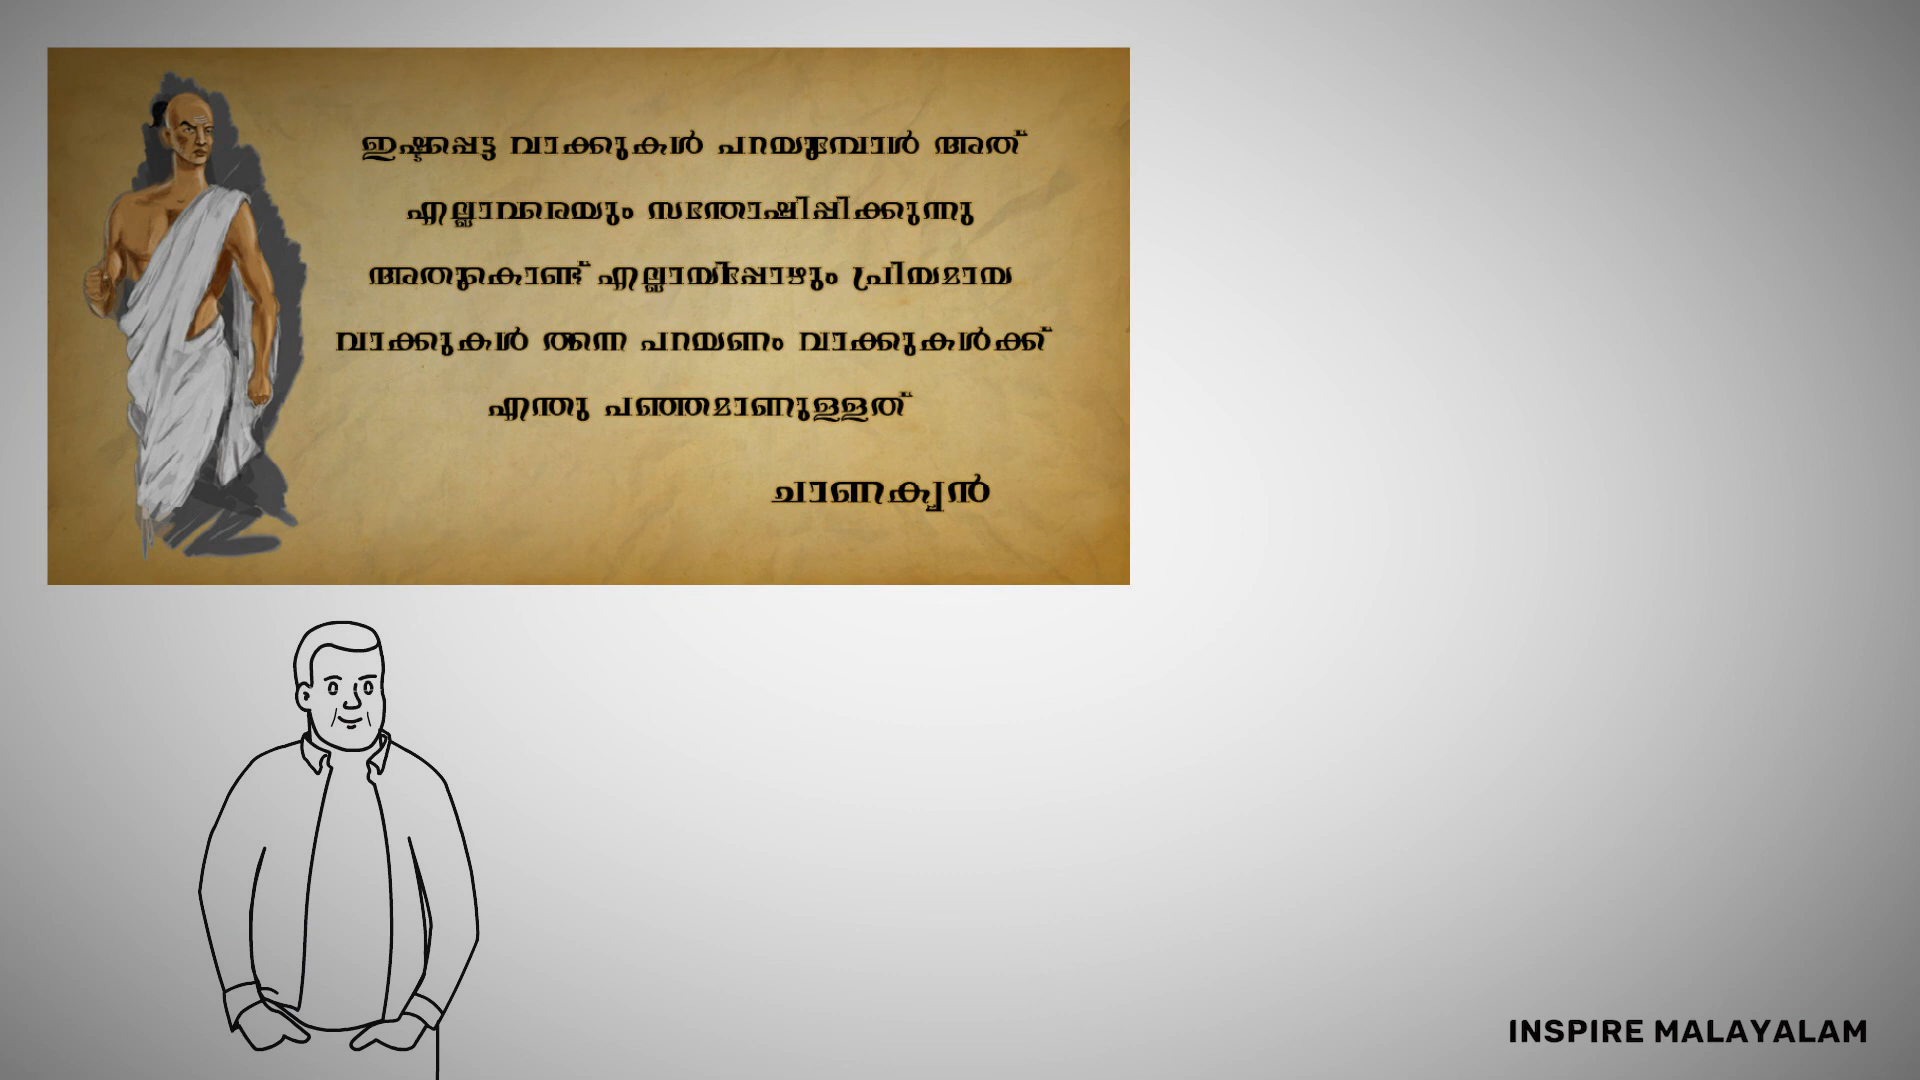 ഇഷ്ടപ്പെട്ട വാക്കുകൾ പറയുമ്പോൾ അത്
എല്ലാവരെയും സന്തോഷിപ്പിക്കുന്നു
അതുകൊണ്ട് എല്ലായിപ്പോഴും പ്രിയമായ
വാക്കുകൾ തന്നെ പറയണം വാക്കുകൾക്ക്
എന്തു പഞ്ഞമാണുള്ളത്
ചാണക്യൻ
INSPIRE MALAYALAM